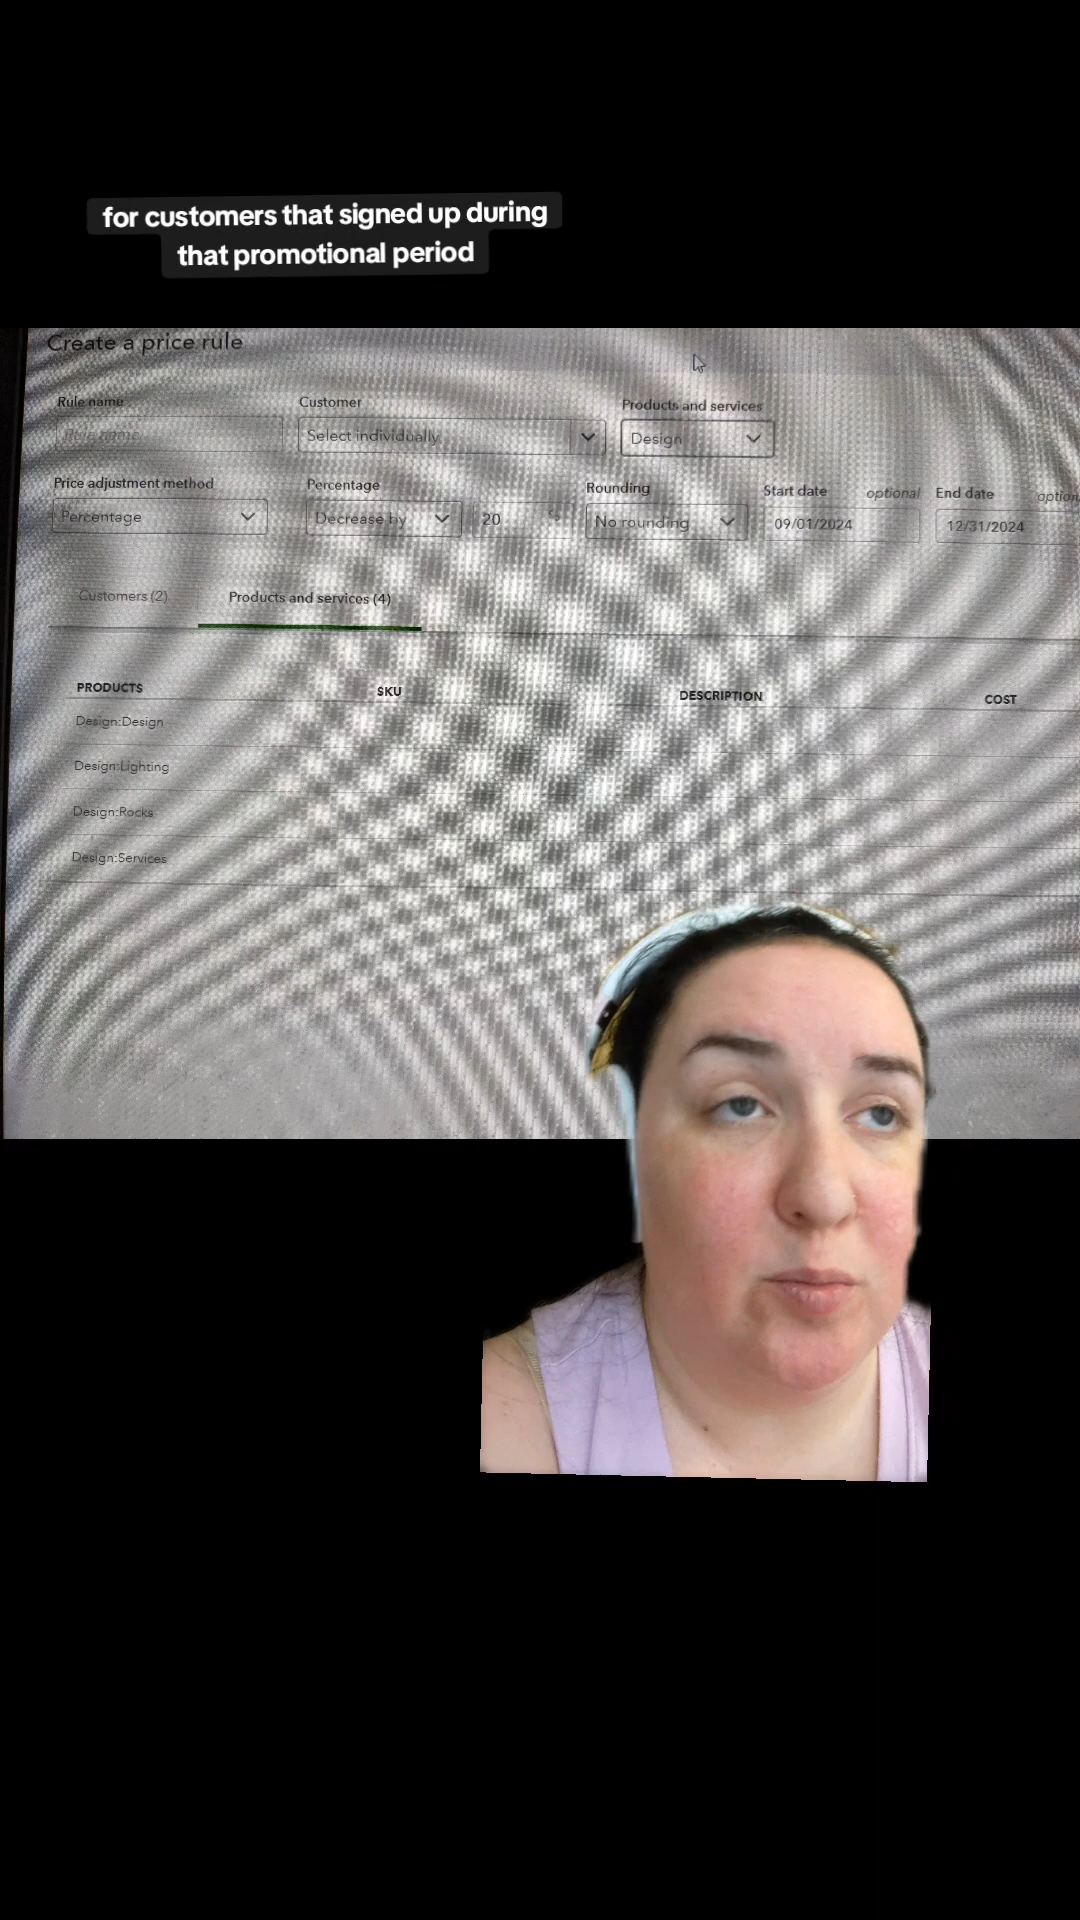 for customers that signed up during
that promotional period
Create a price rule
Rule name
Customer
Products and services
Rule name
Select individually
Design
Price adjustment method
Percentage
Rounding
Start date
optional
End date
Percentage
Decrease by
20
%
No rounding
09/01/2024
12/31/2024
Customers (2)
Products and services (4)
PRODUCTS
SKU
DESCRIPTION
COST
Design:Design
Design:Lighting
Design:Rocks
Design:Services